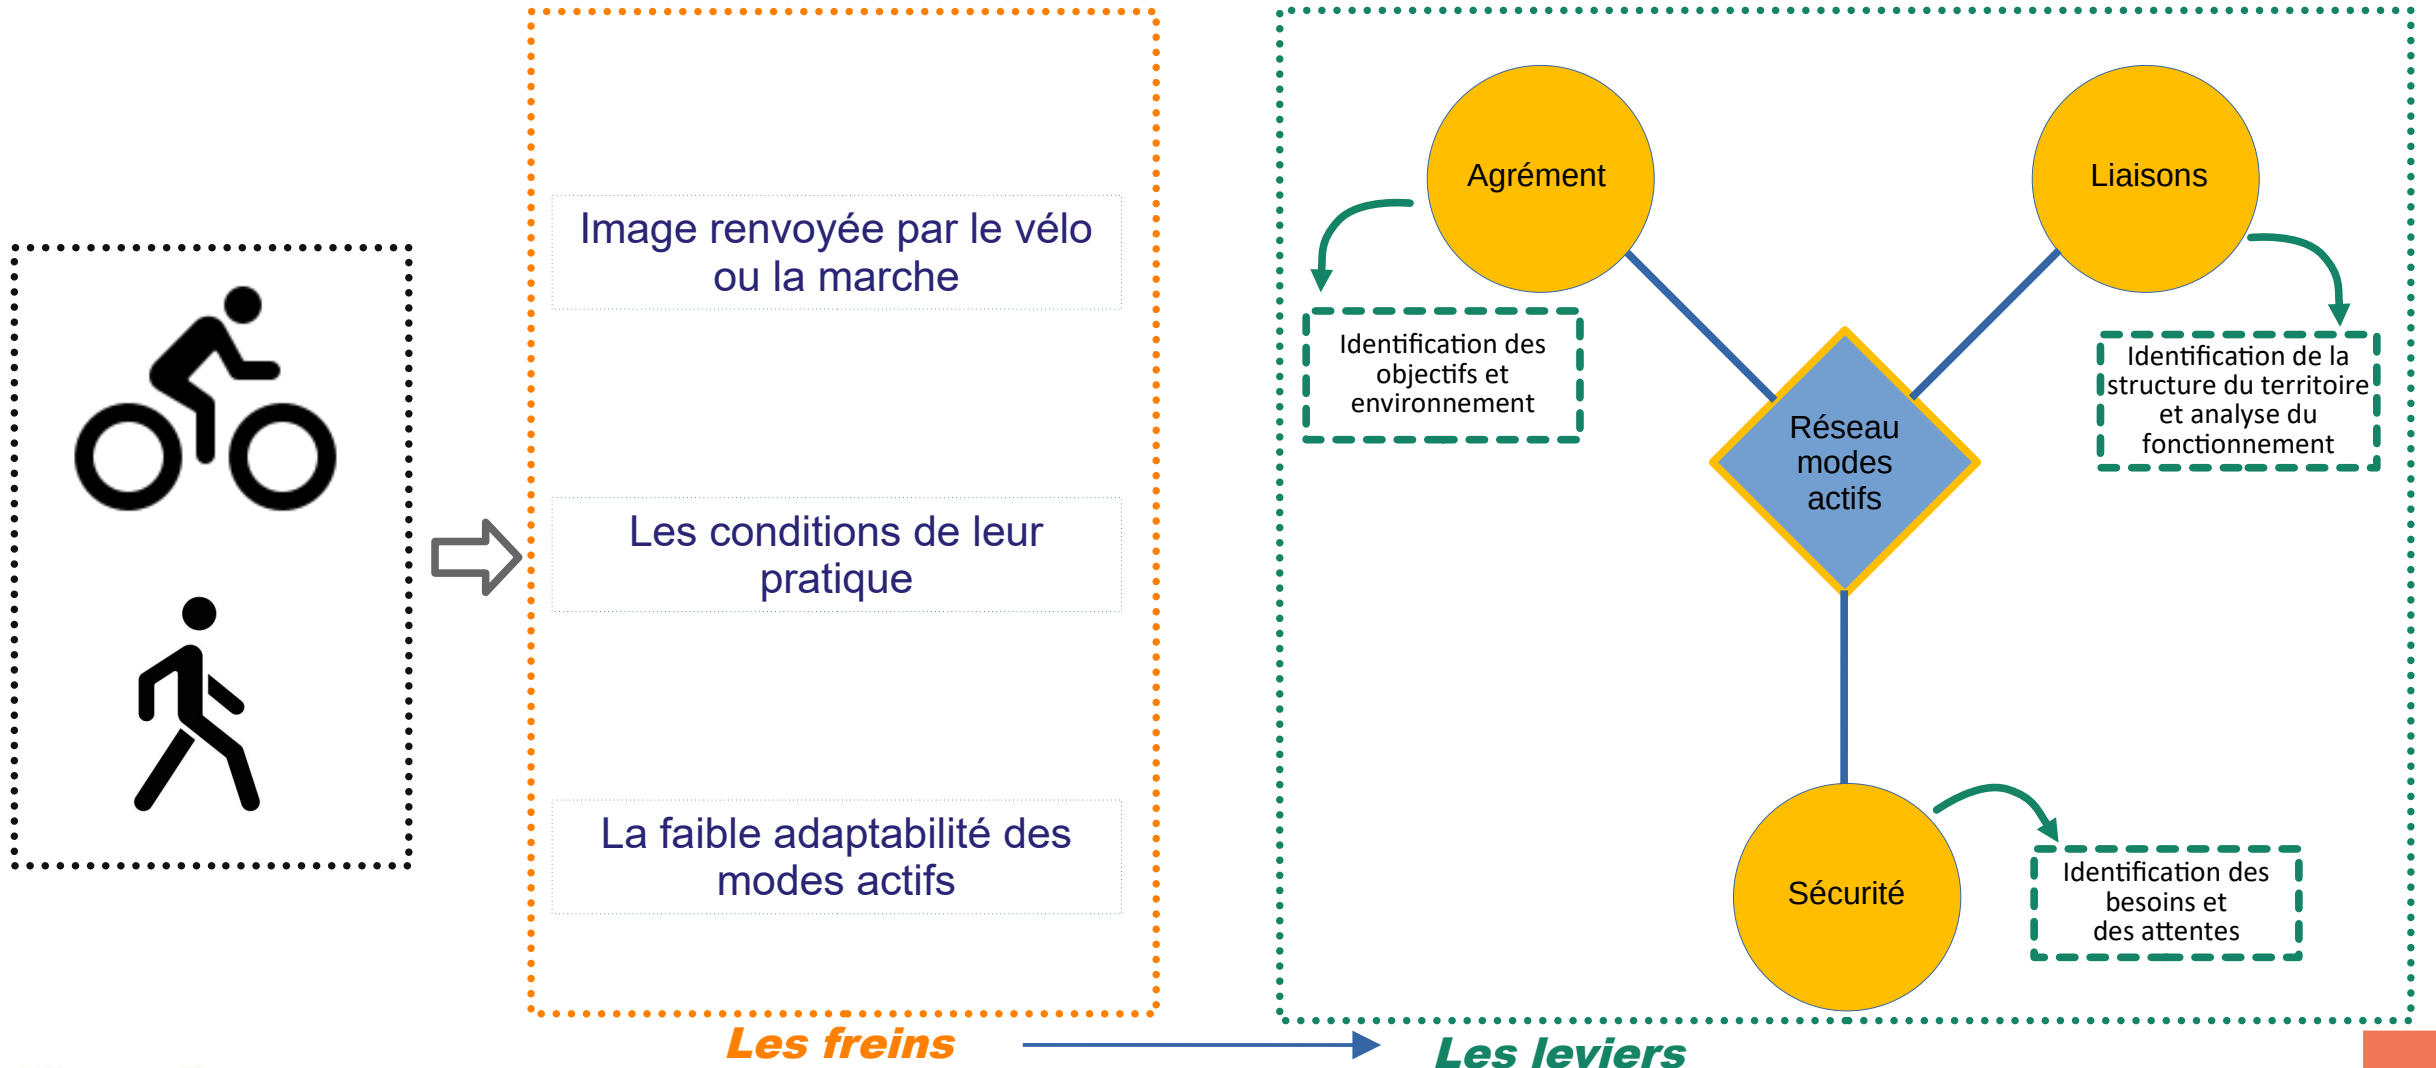 Image renvoyée par le vélo
ou la marche
Les conditions de leur
pratique
La faible adaptabilité des
modes actifs
Les freins
Agrément
Liaisons
Identification des
objectifs et
environnement
Identification de la
structure du territoire
et analyse du
fonctionnement
Réseau
modes
actifs
Sécurité
Identification des
besoins et
des attentes
Les leviers